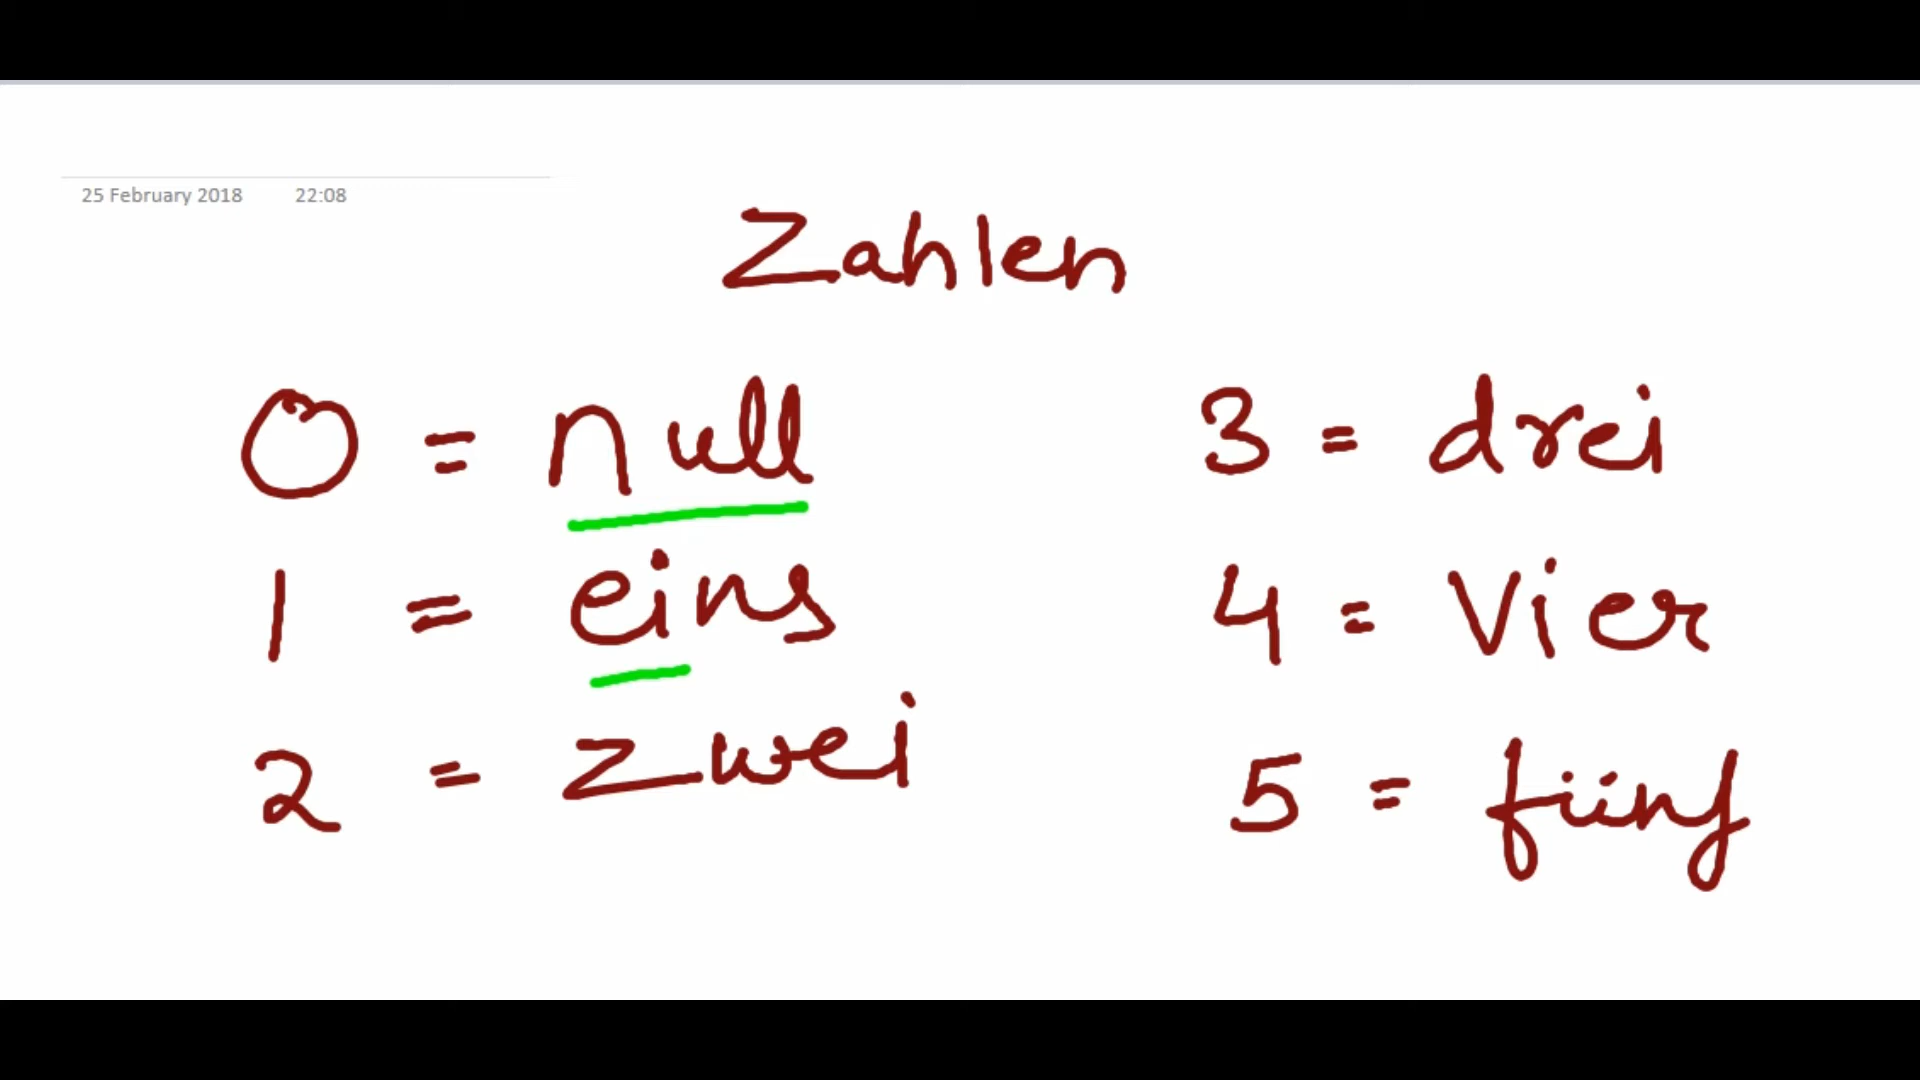 25 February 2018 22:08
Zahlen
0 = null
1 = eins
2 = zwei
3 = drei
4 = Vier
5 = fünf